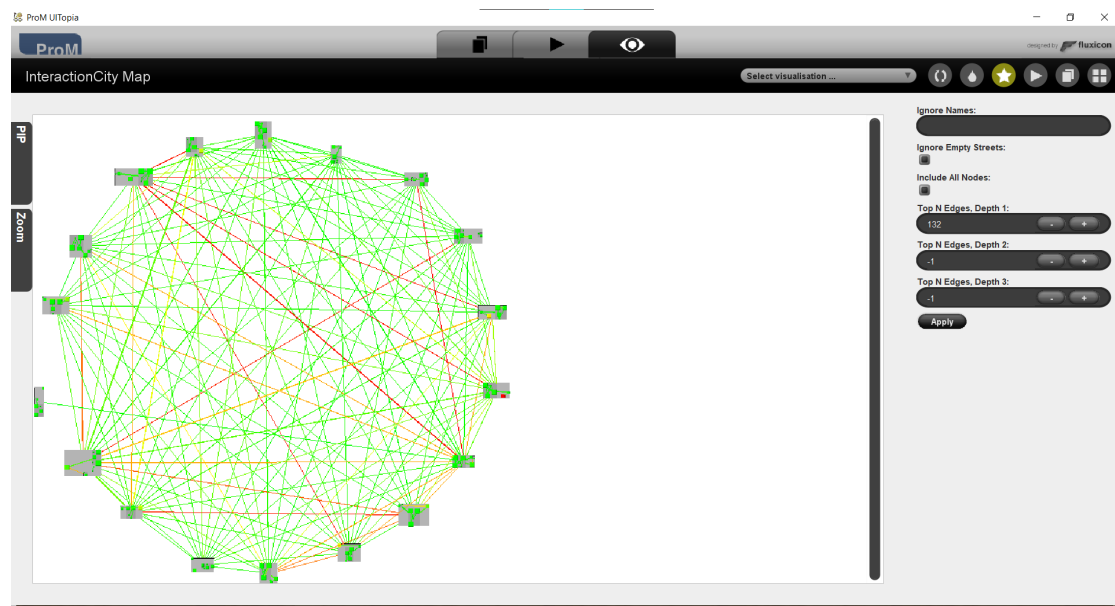 ProM UITopia
ProM
designed by fluxicon
InteractionCity Map
Select visualisation ...
PIP
Zoom
Ignore Names:
Ignore Empty Streets:
Include All Nodes:
Top N Edges, Depth 1:
132
-
+
Top N Edges, Depth 2:
-1
-
+
Top N Edges, Depth 3:
-1
-
+
Apply